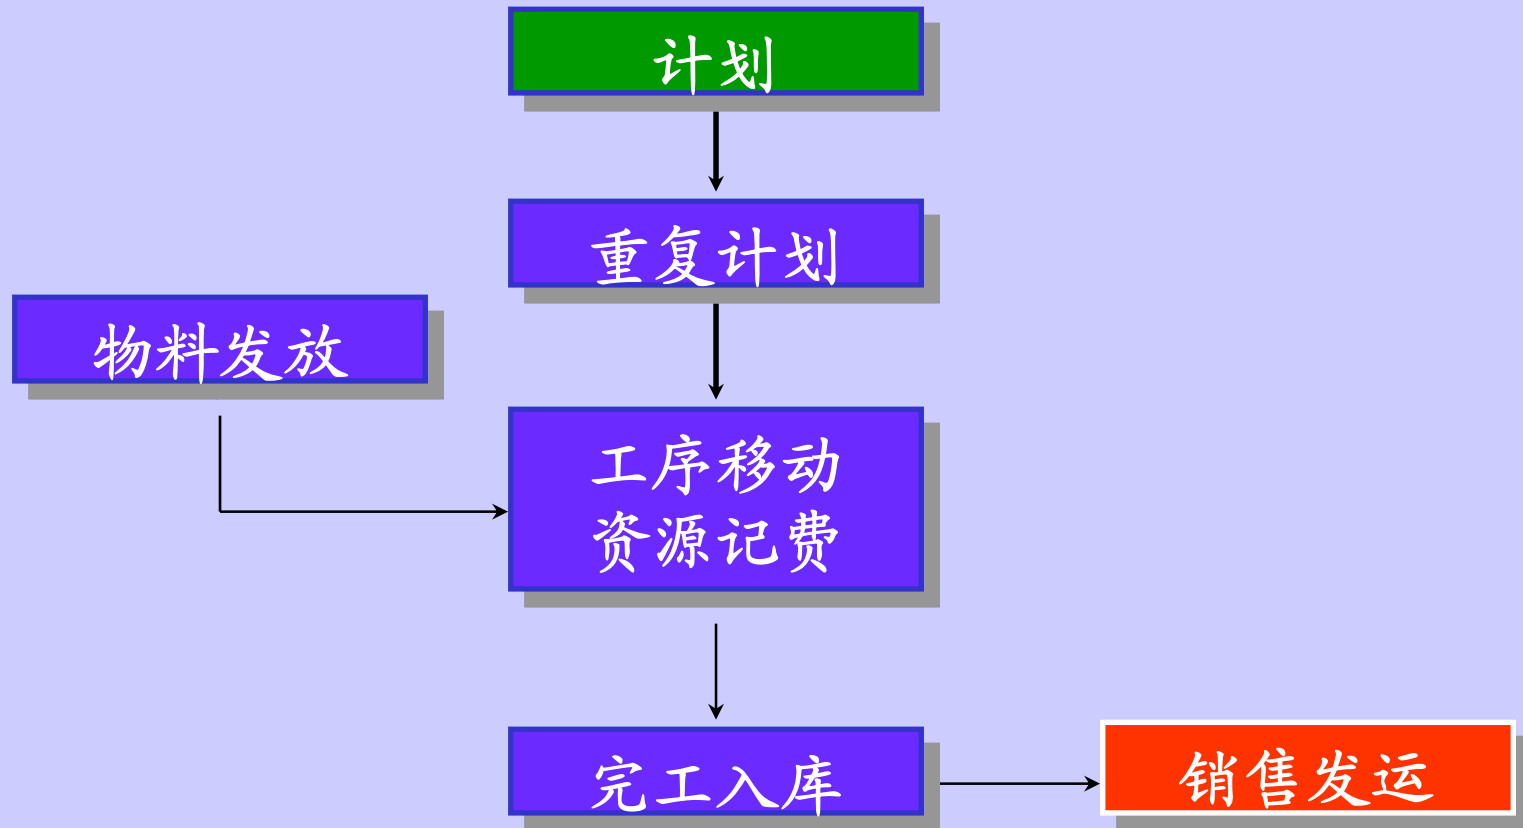 计划
重复计划
物料发放
工序移动
资源记费
完工入库
销售发运